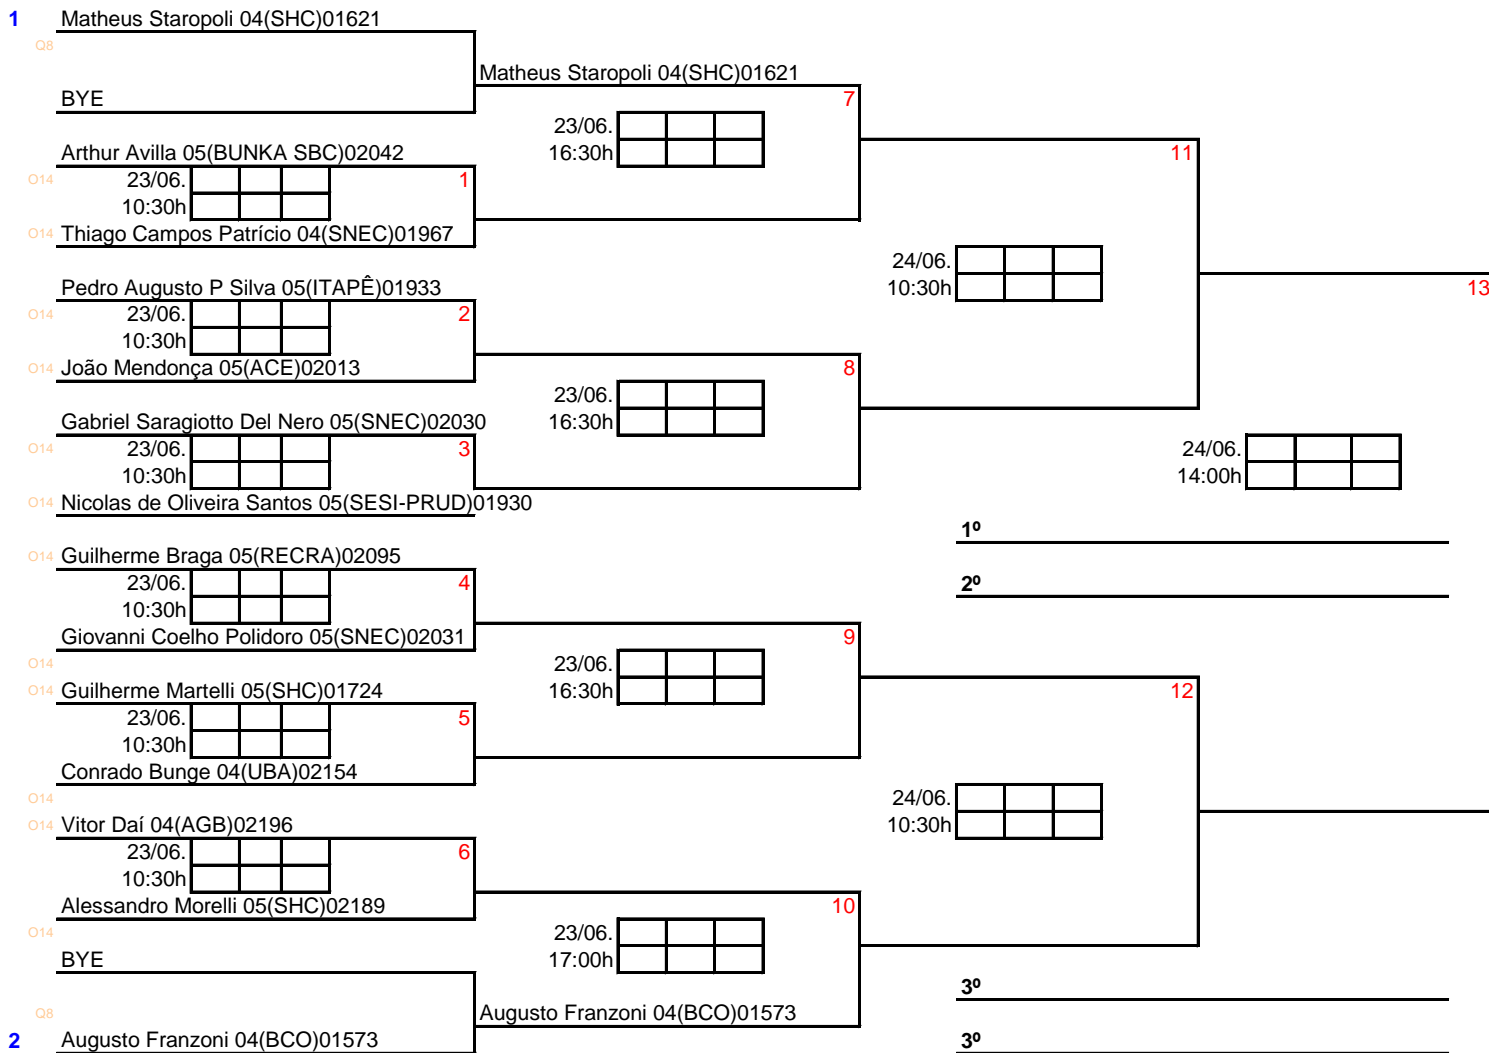 1 Matheus Staropoli 04(SHC)01621
Q8
Matheus Staropoli 04(SHC)01621
BYE 7
23/06.
16:30h
Arthur Avilla 05(BUNKA SBC)02042 11
O14 23/06. 1
10:30h
O14 Thiago Campos Patrício 04(SNEC)01967
24/06.
10:30h 13
Pedro Augusto P Silva 05(ITAPÊ)01933
O14 23/06. 2
10:30h
O14 João Mendonça 05(ACE)02013 8
23/06.
16:30h
Gabriel Saragiotto Del Nero 05(SNEC)02030
O14 23/06. 3 24/06.
10:30h 14:00h
O14 Nicolas de Oliveira Santos 05(SESI-PRUD)01930
1º
O14 Guilherme Braga 05(RECRA)02095
23/06. 4 2º
10:30h
Giovanni Coelho Polidoro 05(SNEC)02031 9
O14 23/06.
O14 Guilherme Martelli 05(SHC)01724 16:30h 12
23/06. 5
10:30h
Conrado Bunge 04(UBA)02154
O14 24/06.
O14 Vitor Daí 04(AGB)02196 10:30h
23/06. 6
10:30h
Alessandro Morelli 05(SHC)02189 10
O14 23/06.
BYE 17:00h
3º
Q8 Augusto Franzoni 04(BCO)01573
2 Augusto Franzoni 04(BCO)01573 3º